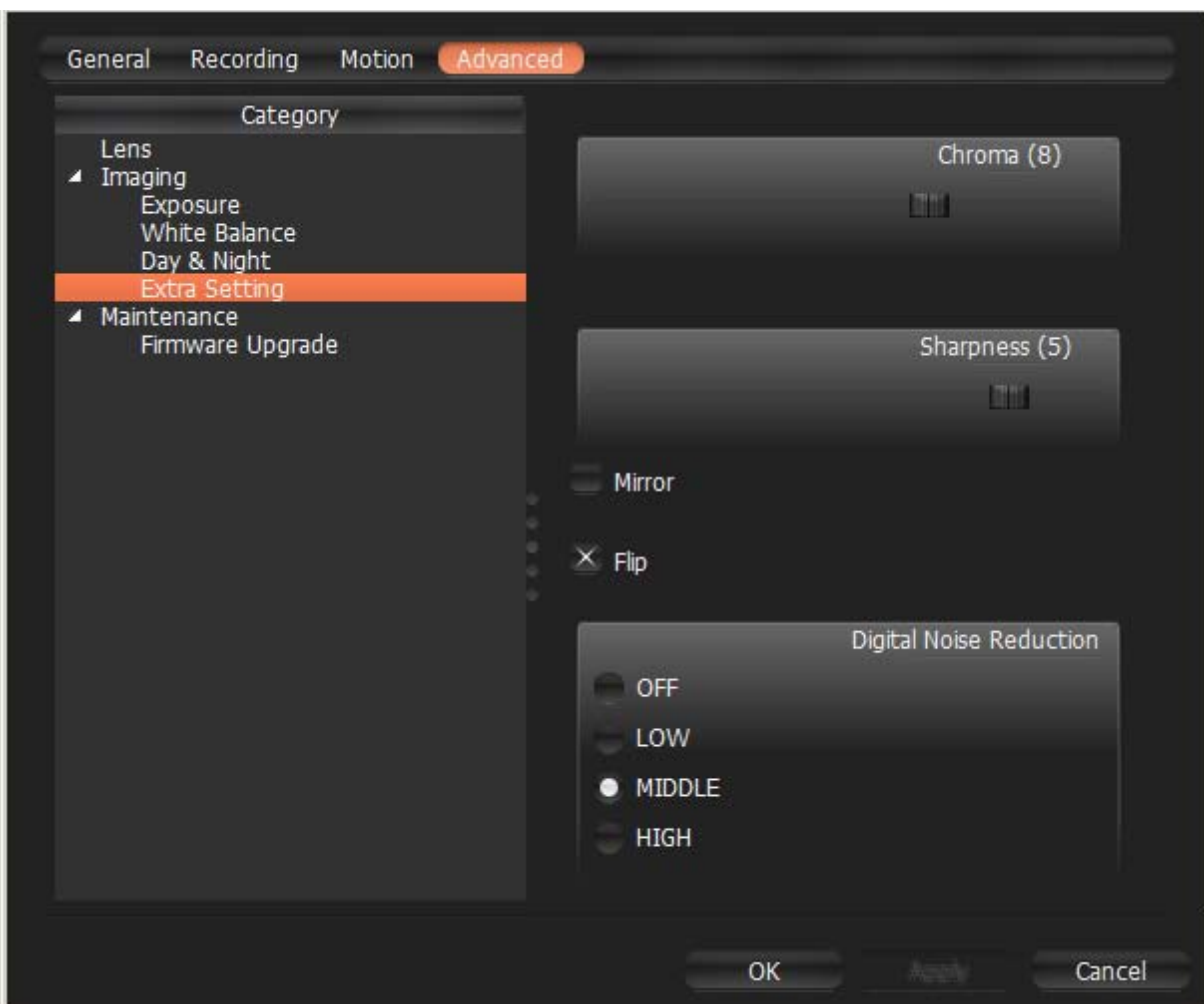 General Recording Motion Advanced
Category
Lens
Imaging
Exposure
White Balance
Day & Night
Extra Setting
Maintenance
Firmware Upgrade
Chroma (8)
Sharpness (5)
Mirror
Flip
Digital Noise Reduction
OFF
LOW
MIDDLE
HIGH
OK Apply Cancel